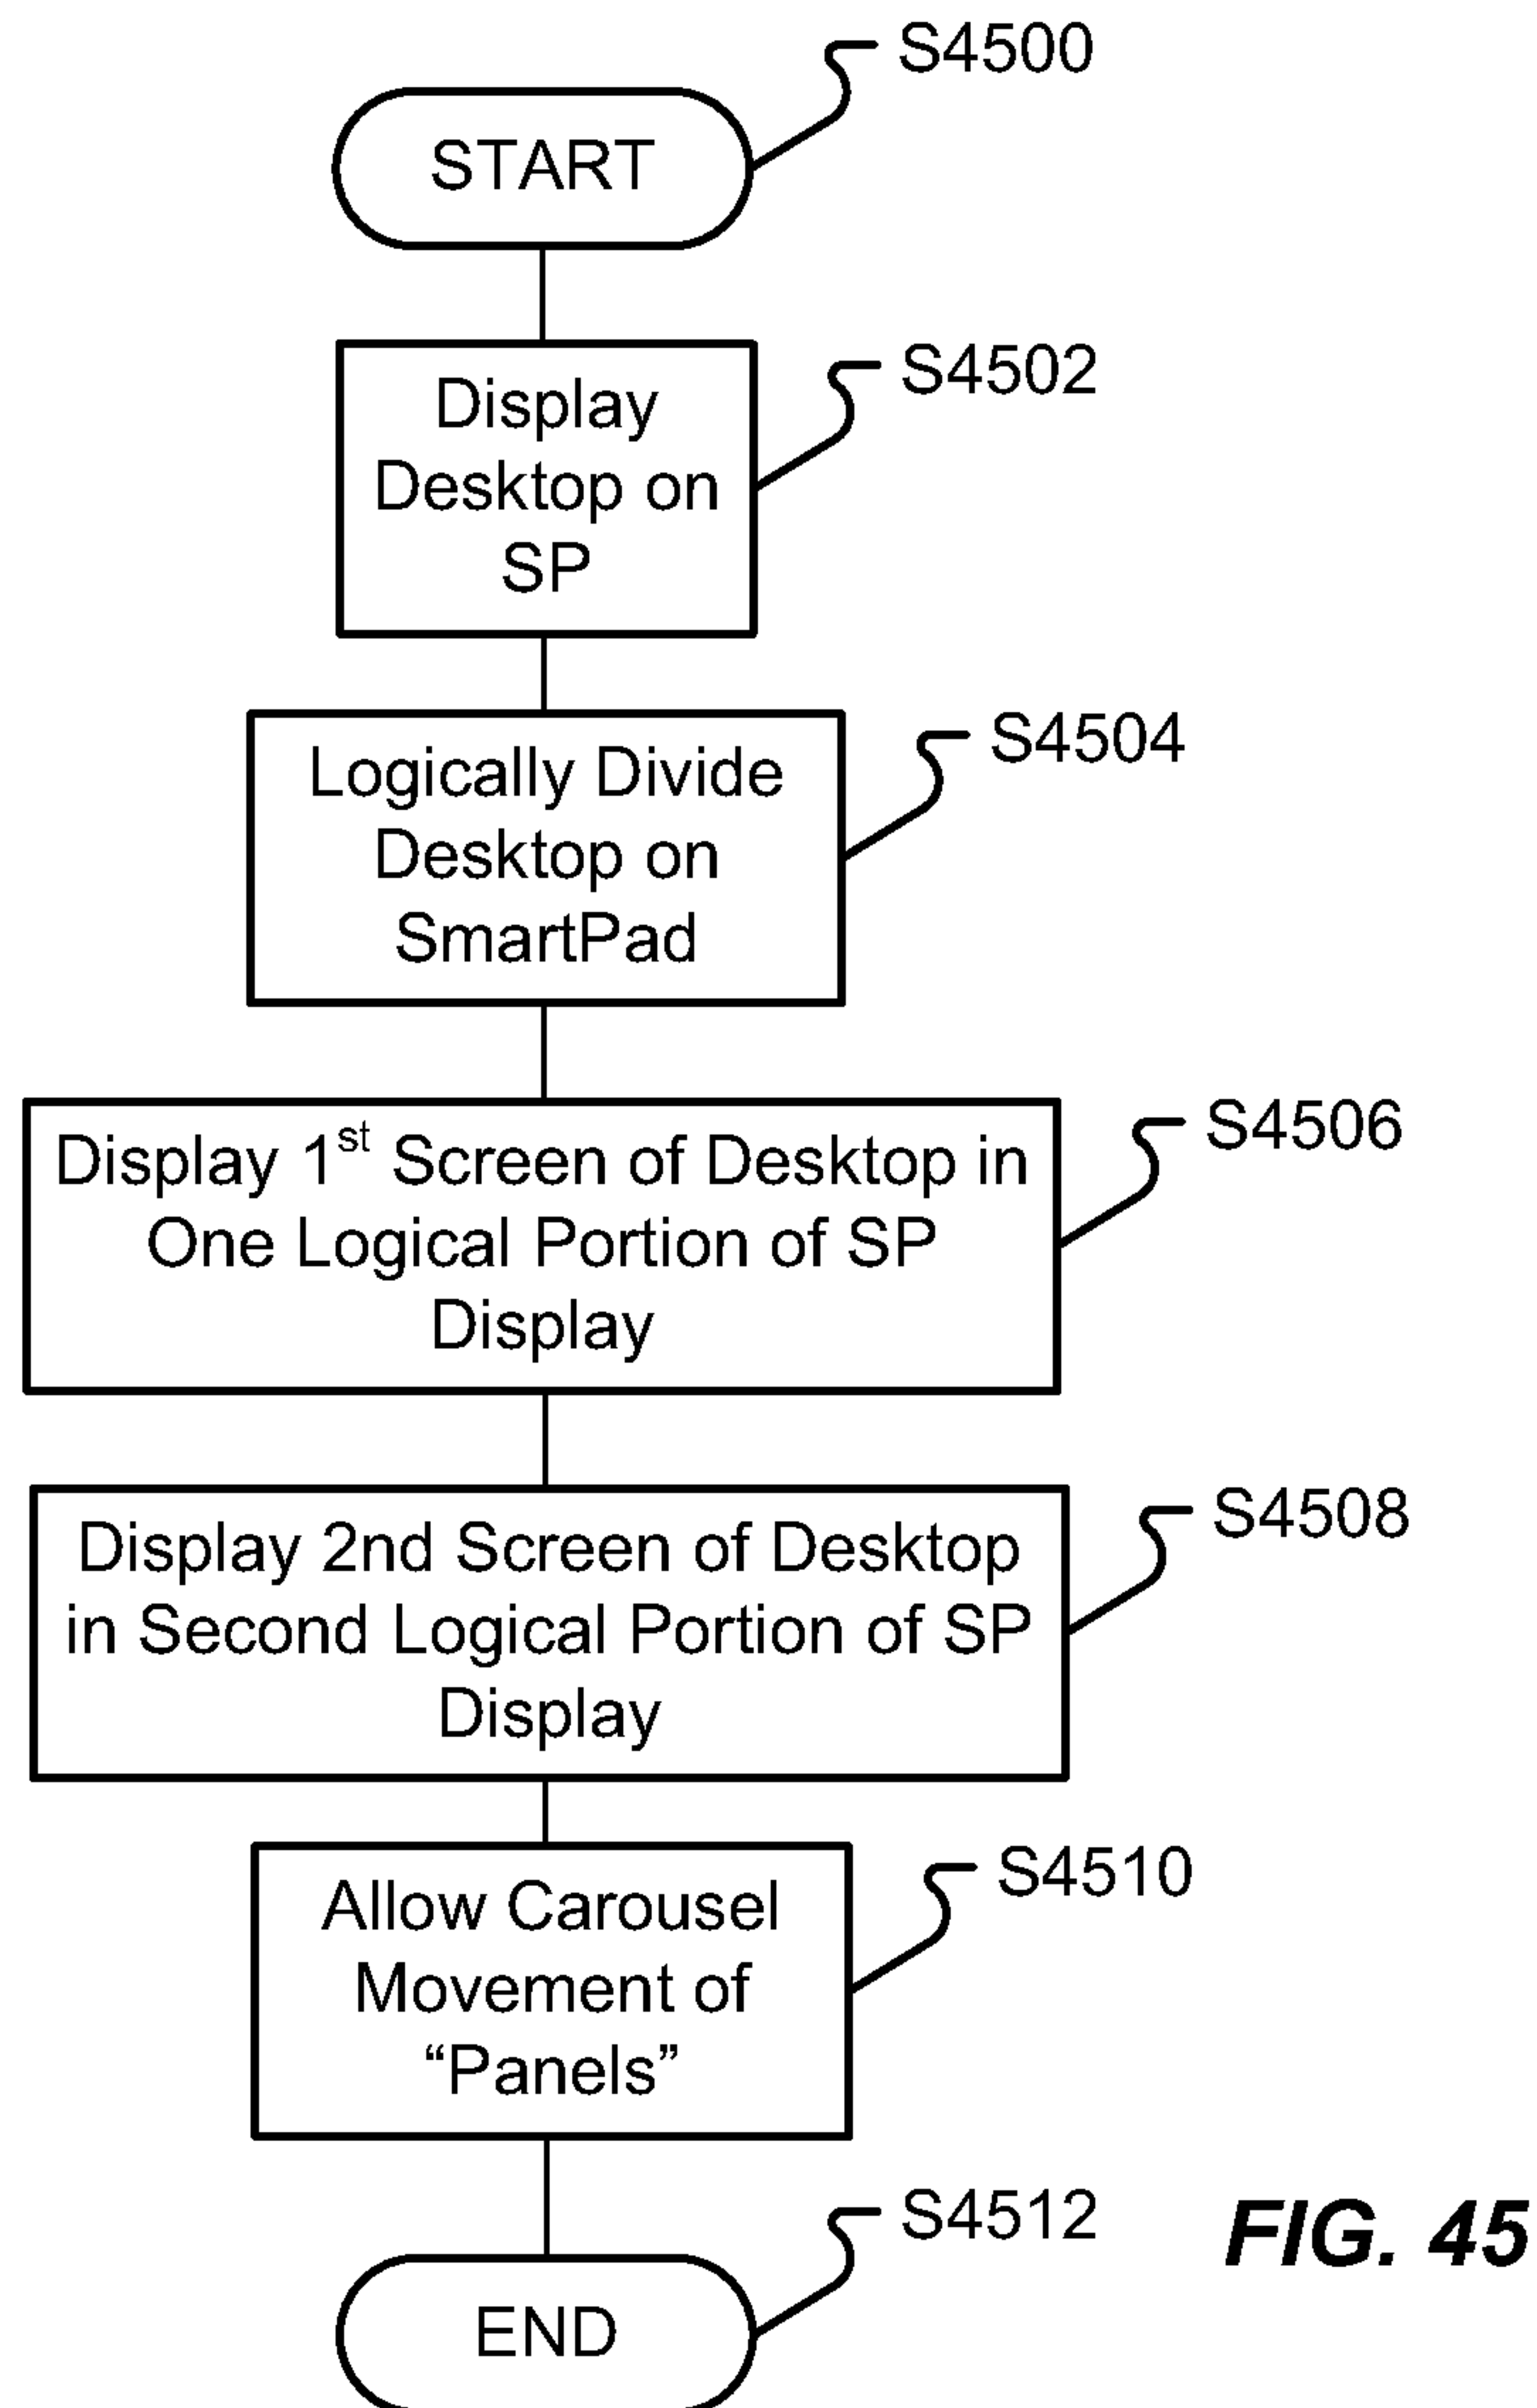 S4500
START
S4502
Display
Desktop on
SP
S4504
Logically Divide
Desktop on
SmartPad
S4506
Display 1st Screen of Desktop in
One Logical Portion of SP
Display
S4508
Display 2nd Screen of Desktop
in Second Logical Portion of SP
Display
S4510
Allow Carousel
Movement of
“Panels”
S4512
END
FIG. 45